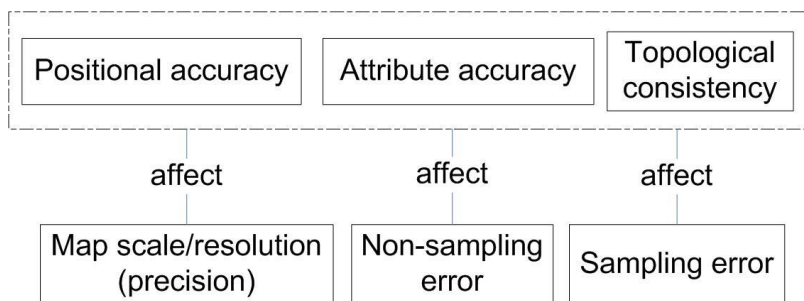 Positional accuracy
Attribute accuracy
Topological
consistency
affect
affect
affect
Map scale/resolution
(precision)
Non-sampling
error
Sampling error